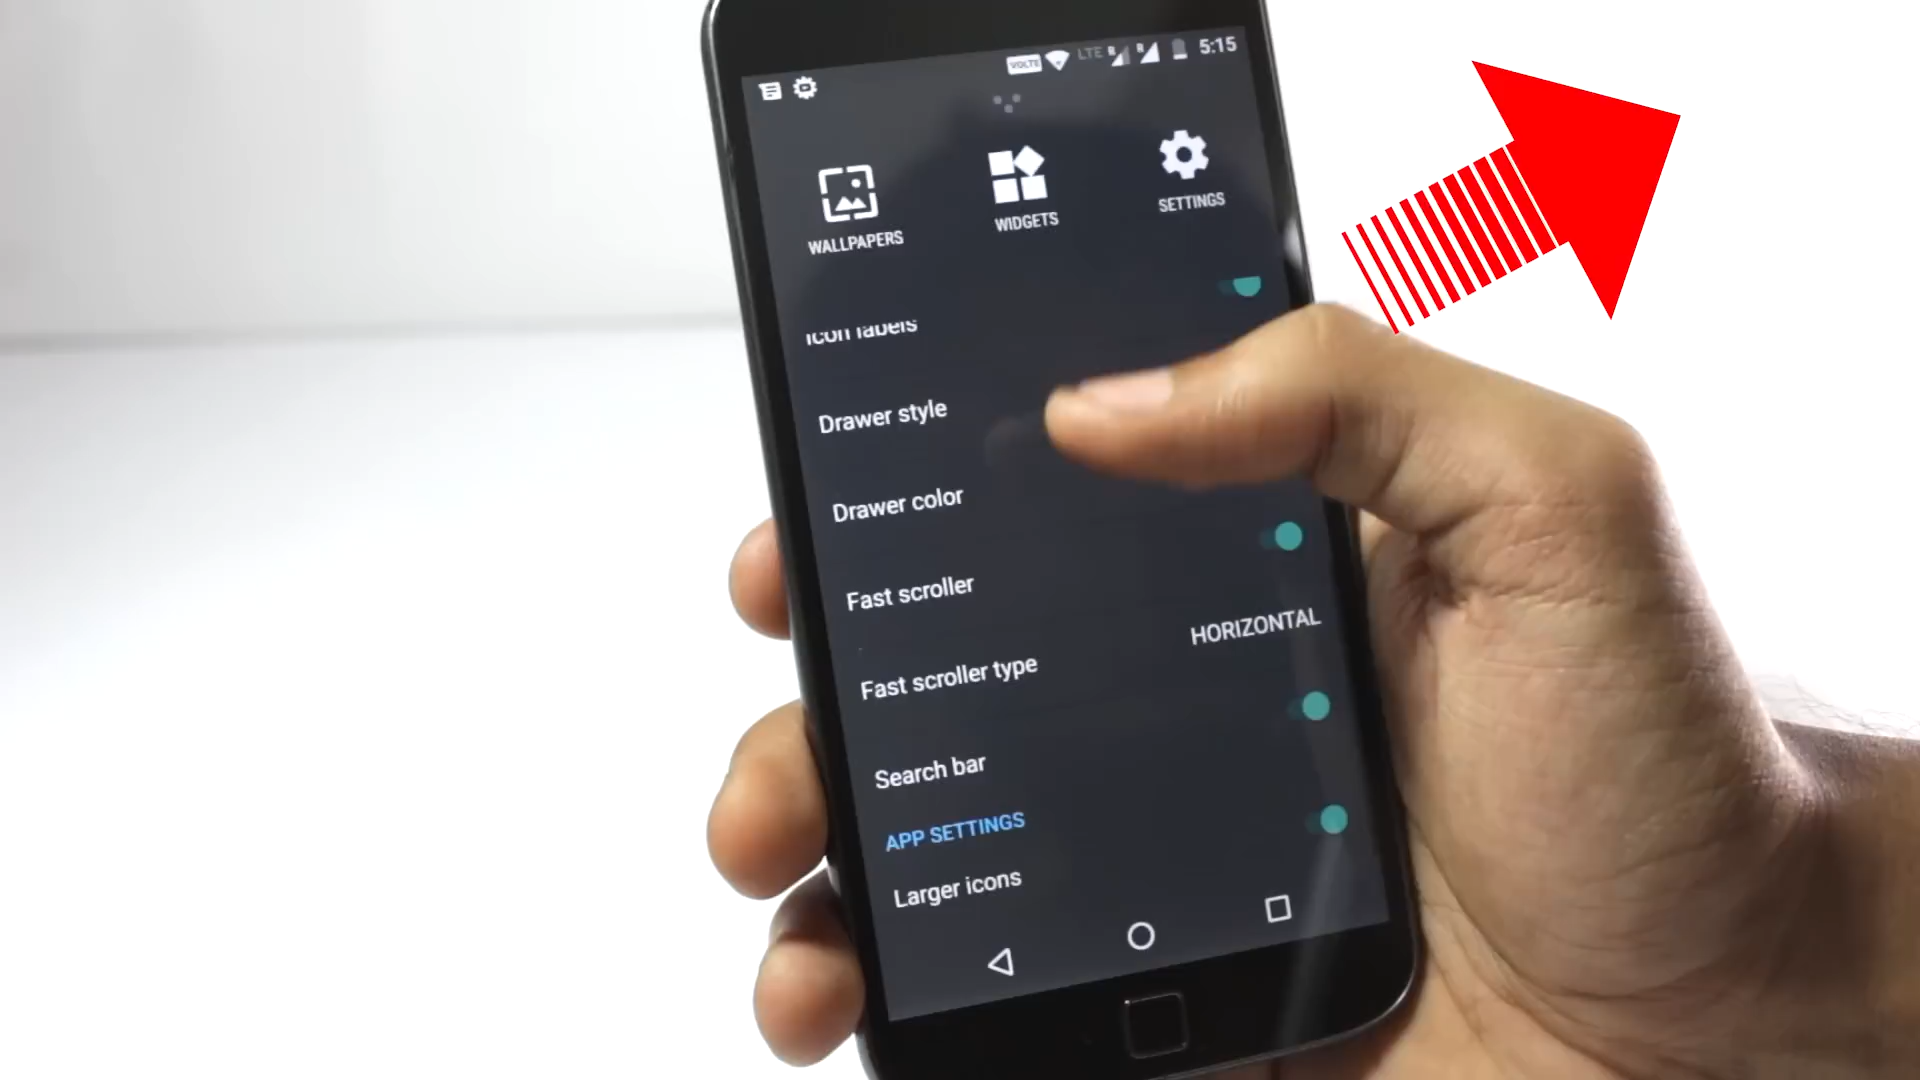 VOLTE LTE R R 5:15
WALLPAPERS WIDGETS SETTINGS
Icon labels
Drawer style
Drawer color
Fast scroller
HORIZONTAL
Fast scroller type
Search bar
APP SETTINGS
Larger icons